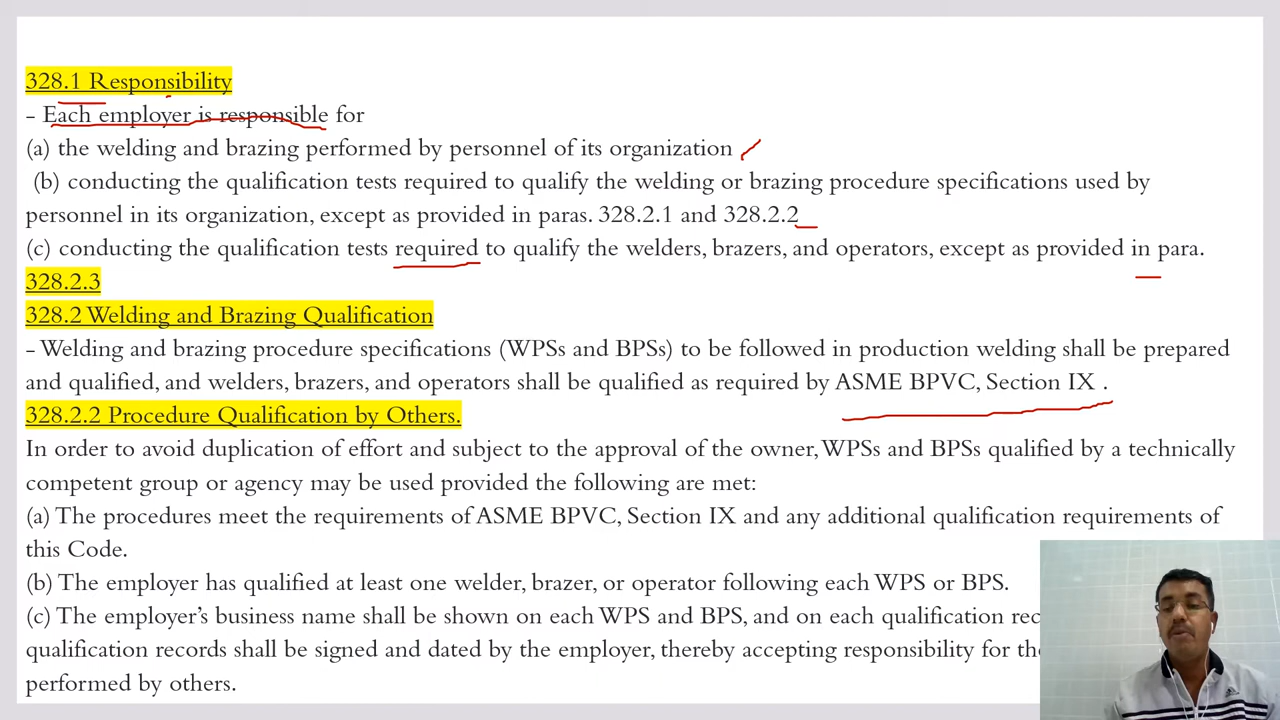 328.1 Responsibility
- Each employer is responsible for
(a) the welding and brazing performed by personnel of its organization
(b) conducting the qualification tests required to qualify the welding or brazing procedure specifications used by
personnel in its organization, except as provided in paras. 328.2.1 and 328.2.2
(c) conducting the qualification tests required to qualify the welders, brazers, and operators, except as provided in para.
328.2.3
328.2 Welding and Brazing Qualification
- Welding and brazing procedure specifications (WPSs and BPSs) to be followed in production welding shall be prepared
and qualified, and welders, brazers, and operators shall be qualified as required by ASME BPVC, Section IX .
328.2.2 Procedure Qualification by Others.
In order to avoid duplication of effort and subject to the approval of the owner, WPSs and BPSs qualified by a technically
competent group or agency may be used provided the following are met:
(a) The procedures meet the requirements of ASME BPVC, Section IX and any additional qualification requirements of
this Code.
(b) The employer has qualified at least one welder, brazer, or operator following each WPS or BPS.
(c) The employer's business name shall be shown on each WPS and BPS, and on each qualification
qualification records shall be signed and dated by the employer, thereby accepting responsibility for
performed by others.